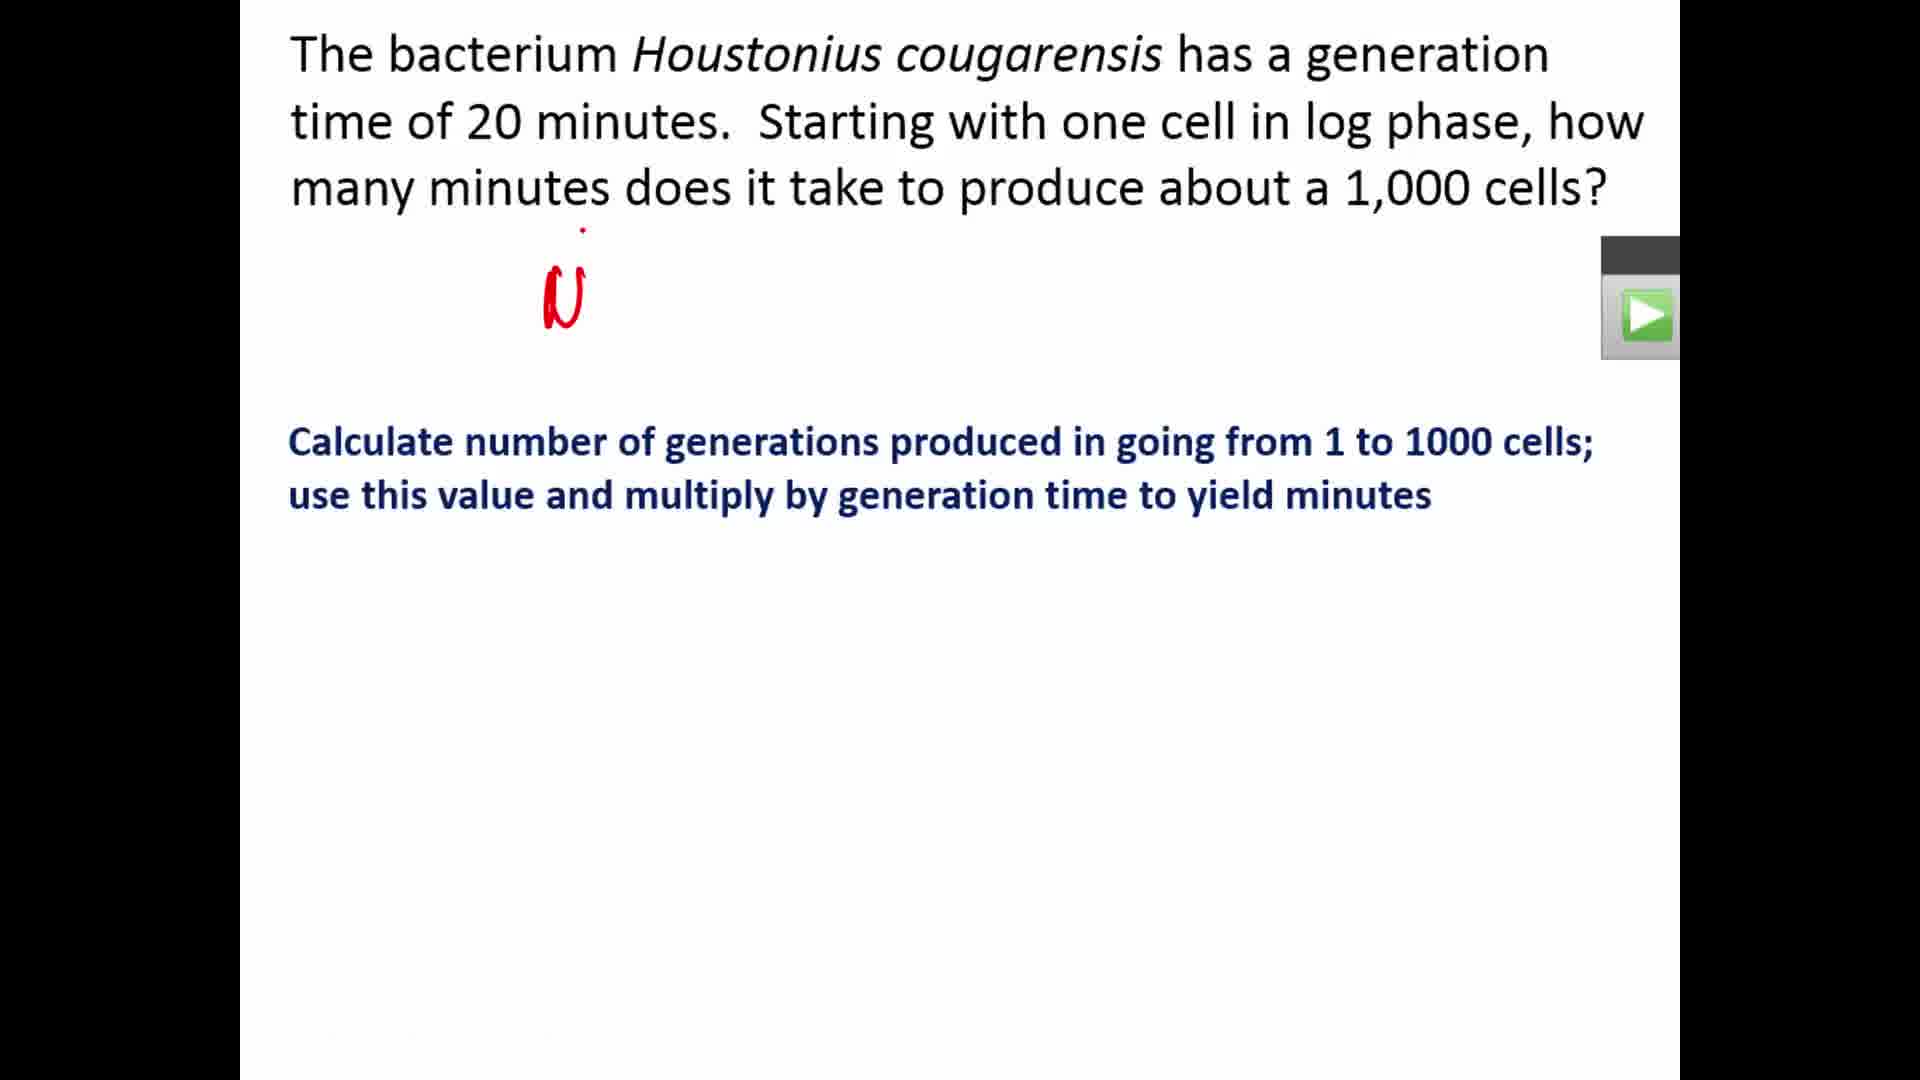 The bacterium Houstonius cougarensis has a generation
time of 20 minutes.  Starting with one cell in log phase, how
many minutes does it take to produce about a 1,000 cells?
N
Calculate number of generations produced in going from 1 to 1000 cells;
use this value and multiply by generation time to yield minutes